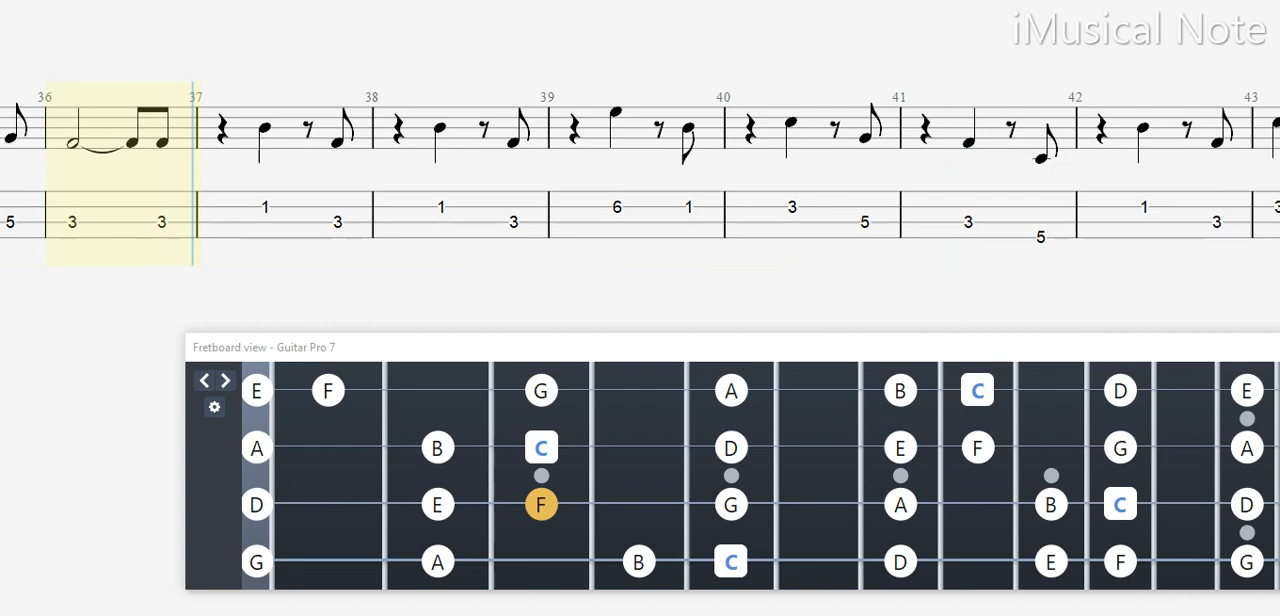 iMusical Note
36 37 38 39 40 41 42 43
5 3 3 1 3 1 3 6 1 3 5 3 5 1 3 3
Fretboard view - Guitar Pro 7
E F G A B C D E
A B C D E F G A
D E F G A B C D
G A B C D E F G